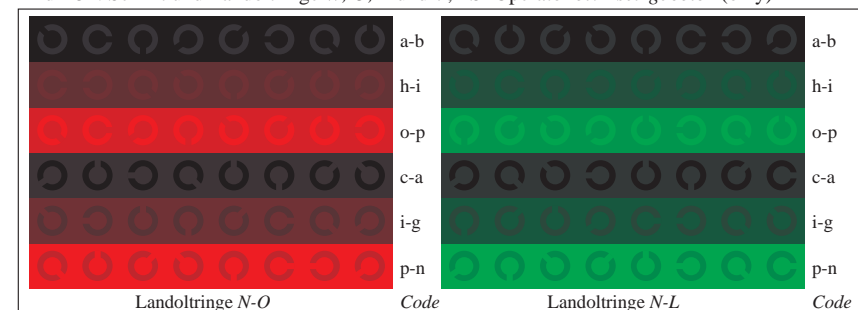 a-b a-b
h-i h-i
o-p o-p
c-a c-a
i-g i-g
p-n p-n
Landoltringe N-O Code Landoltringe N-L Code